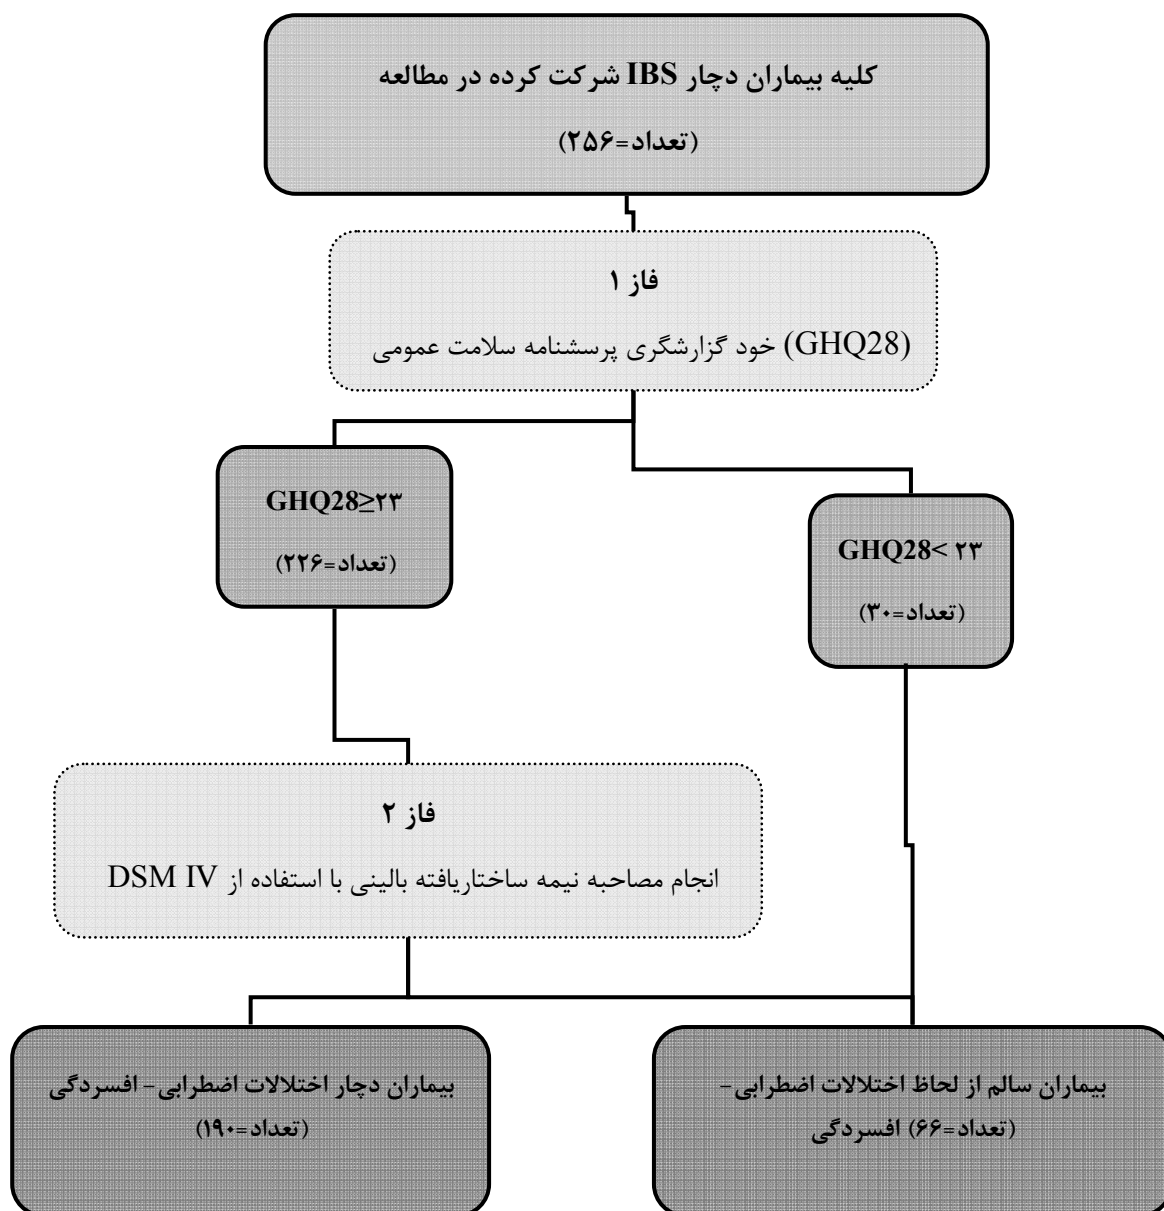 کلیه بیماران دچار IBS شرکت کرده در مطالعه
(تعداد=۲۵۶)
فاز ۱
(GHQ28) خود گزارشگری پرسشنامه سلامت عمومی
GHQ28≥۲۳
(تعداد=۲۲۶)
GHQ28< ۲۳
(تعداد=۳۰)
فاز ۲
انجام مصاحبه نیمه ساختاریافته بالینی با استفاده از DSM IV
بیماران سالم از لحاظ اختلالات اضطرابی-
افسردگی (تعداد=۶۶)
بیماران دچار اختلالات اضطرابی- افسردگی
(تعداد=۱۹۰)